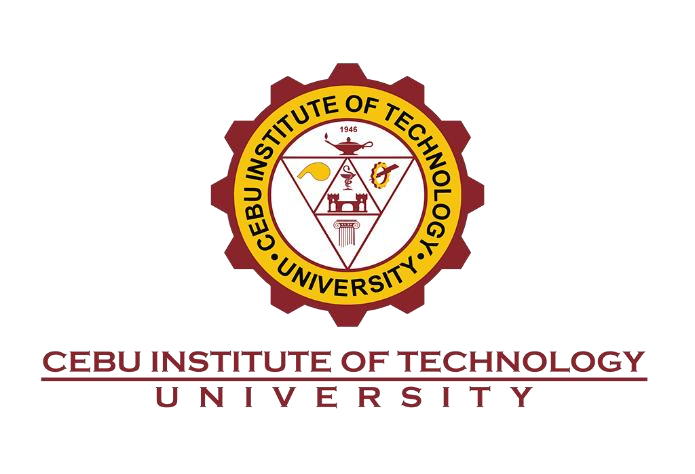 CEBU INSTITUTE OF TECHNOLOGY
1946
• UNIVERSITY •
CEBU INSTITUTE OF TECHNOLOGY
UNIVERSITY